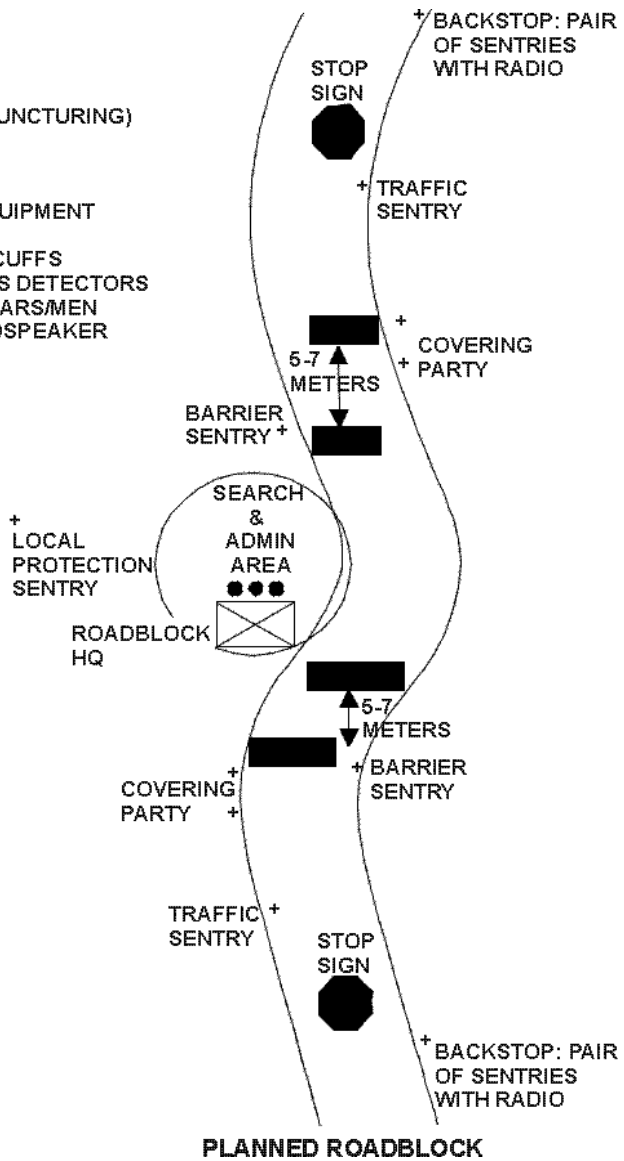 BACKSTOP: PAIR
OF SENTRIES
WITH RADIO
STOP
SIGN
UNCTURING)
TRAFFIC
SENTRY
UIPMENT
CUFFS
S DETECTORS
ARS/MEN
DSPEAKER
COVERING
PARTY
5-7
METERS
BARRIER
SENTRY
SEARCH
&
ADMIN
AREA
LOCAL
PROTECTION
SENTRY
ROADBLOCK
HQ
5-7
METERS
BARRIER
SENTRY
COVERING
PARTY
TRAFFIC
SENTRY
STOP
SIGN
BACKSTOP: PAIR
OF SENTRIES
WITH RADIO
PLANNED ROADBLOCK